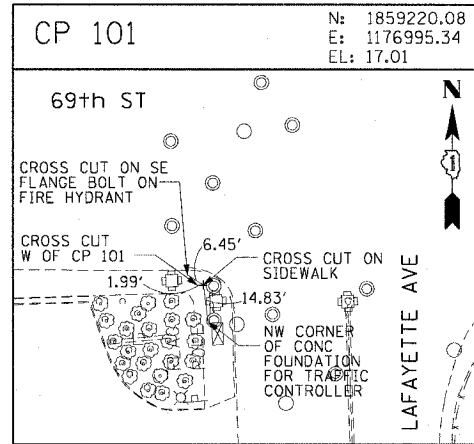 CP 101
N: 1859220.08
E: 1176995.34
EL: 17.01
69th ST
N
CROSS CUT ON SE
FLANGE BOLT ON
FIRE HYDRANT
CROSS CUT
W OF CP 101
6.45'
1.99'
CROSS CUT ON
SIDEWALK
14.83'
NW CORNER
OF CONC
FOUNDATION
FOR TRAFFIC
CONTROLLER
LAFAYETTE AVE